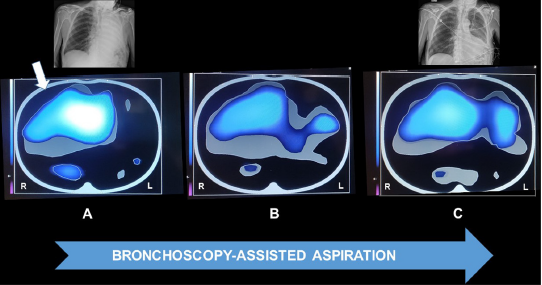 R L
R L
R L
A B C
BRONCHOSCOPY-ASSISTED ASPIRATION